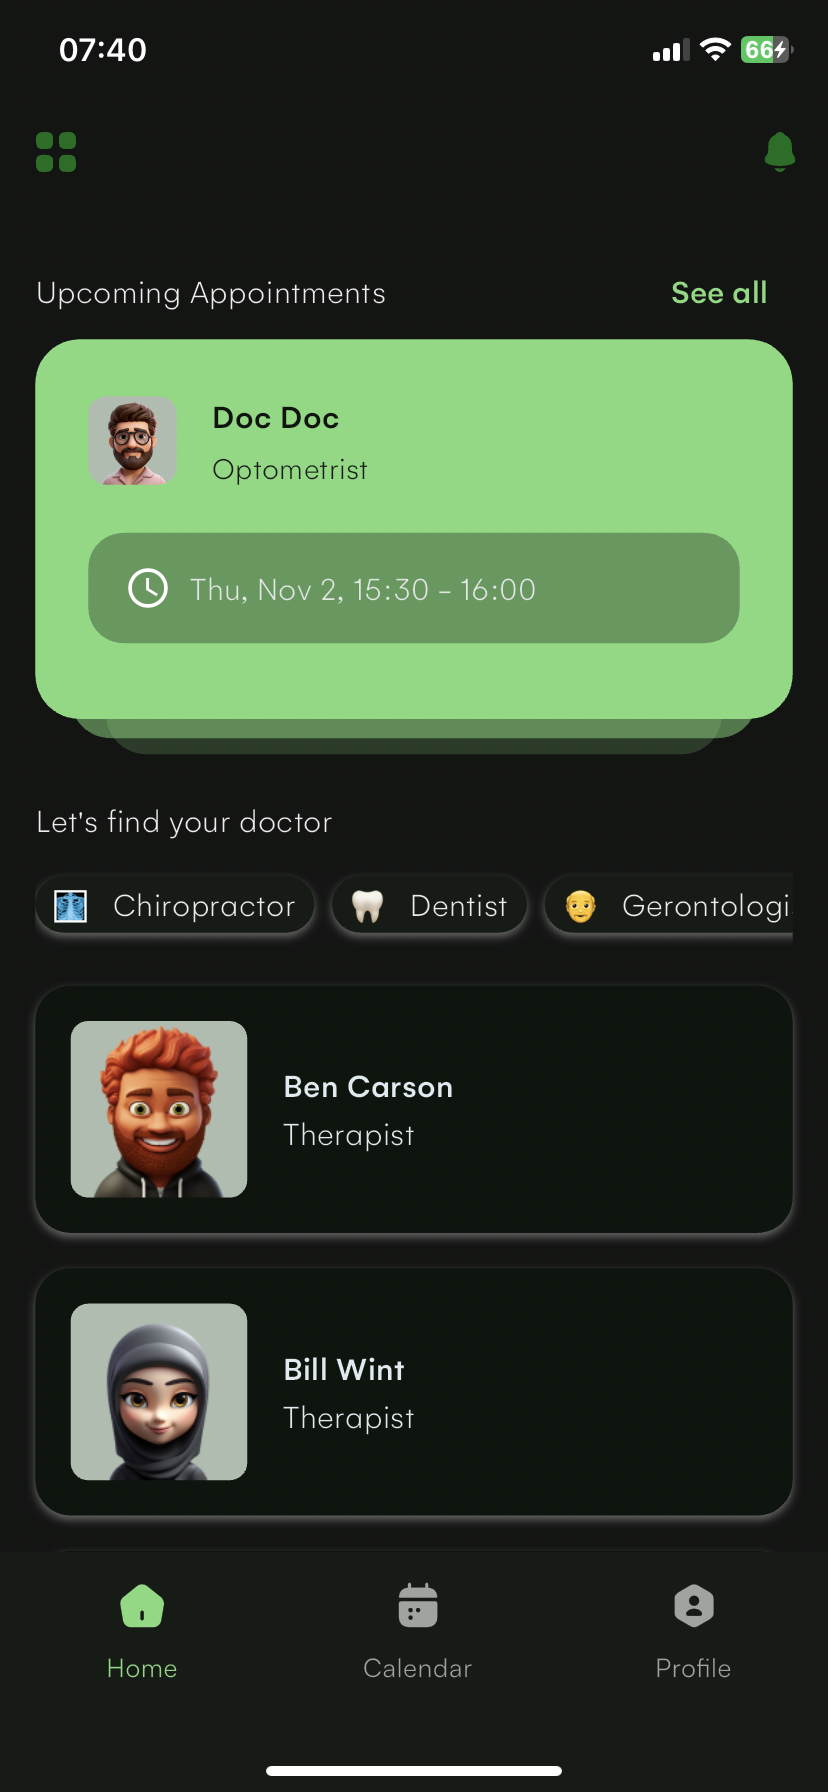 07:40
66
Upcoming Appointments
See all
Doc Doc
Optometrist
Thu, Nov 2, 15:30 - 16:00
Let's find your doctor
Chiropractor
Dentist
Gerontologi
Ben Carson
Therapist
Bill Wint
Therapist
Home
Calendar
Profile